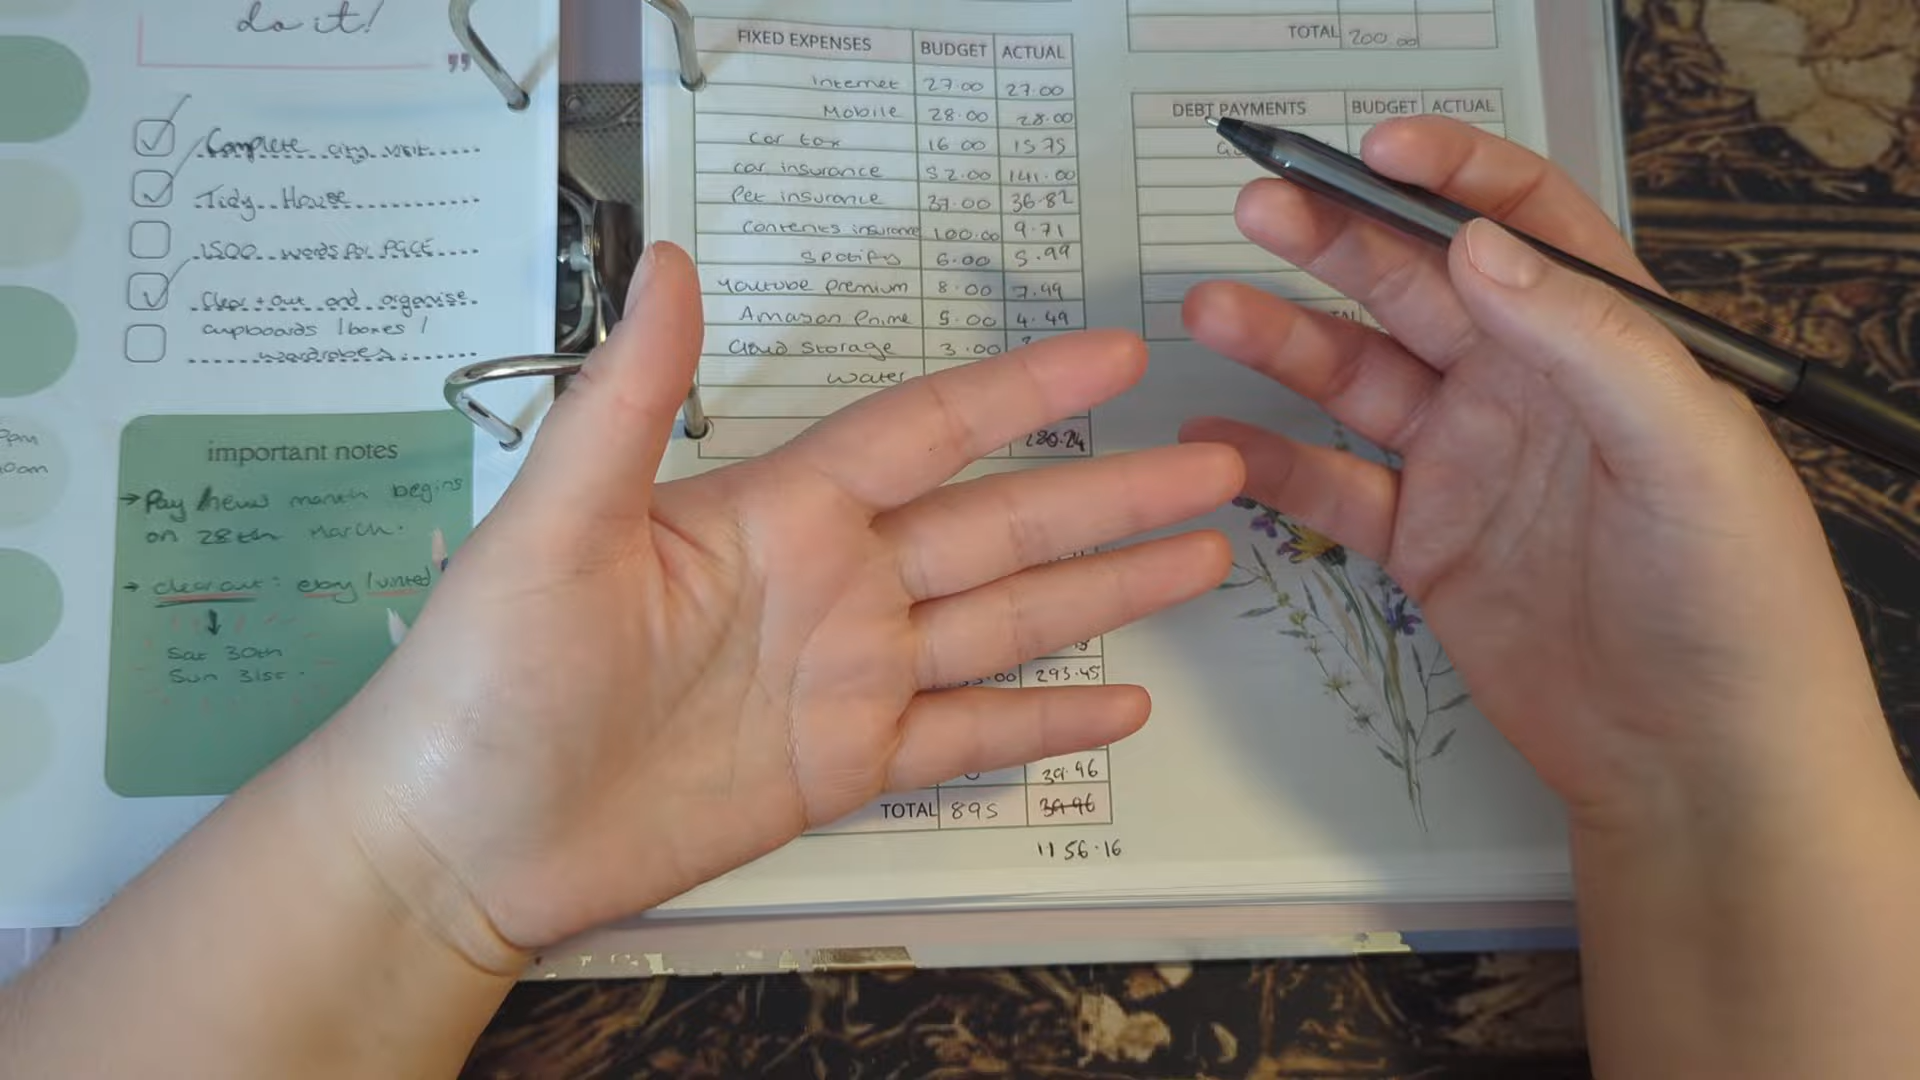 do it!
”
Complete city visit
Tidy House
1500 words for PGCE
Clear out and organise
cupboards / boxes /
wardrobes
important notes
→ Pay / new month begins
on 28th March.
→ clear out: ebay / vinted
↓
Sat 30th
Sun 31st
FIXED EXPENSES BUDGET ACTUAL
Internet 27.00 27.00
Mobile 28.00 28.00
car tax 16.00 15.75
car insurance 52.00 141.00
Pet insurance 37.00 36.82
Contents insurance 100.00 9.71
Spotify 6.00 5.99
Youtube premium 8.00 7.49
Amazon Prime 5.00 4.49
Cloud Storage 3.00
Water
280.24
293.45
39.96
TOTAL 895 39.96
1156.16
TOTAL 200.00
DEBT PAYMENTS BUDGET ACTUAL